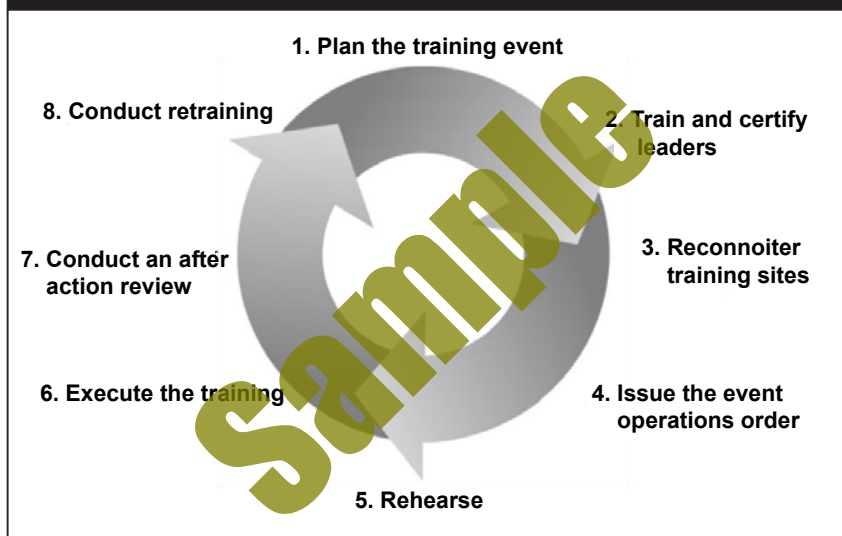 1. Plan the training event
2. Train and certify
leaders
3. Reconnoiter
training sites
4. Issue the event
operations order
5. Rehearse
6. Execute the training
7. Conduct an after
action review
8. Conduct retraining
Sample